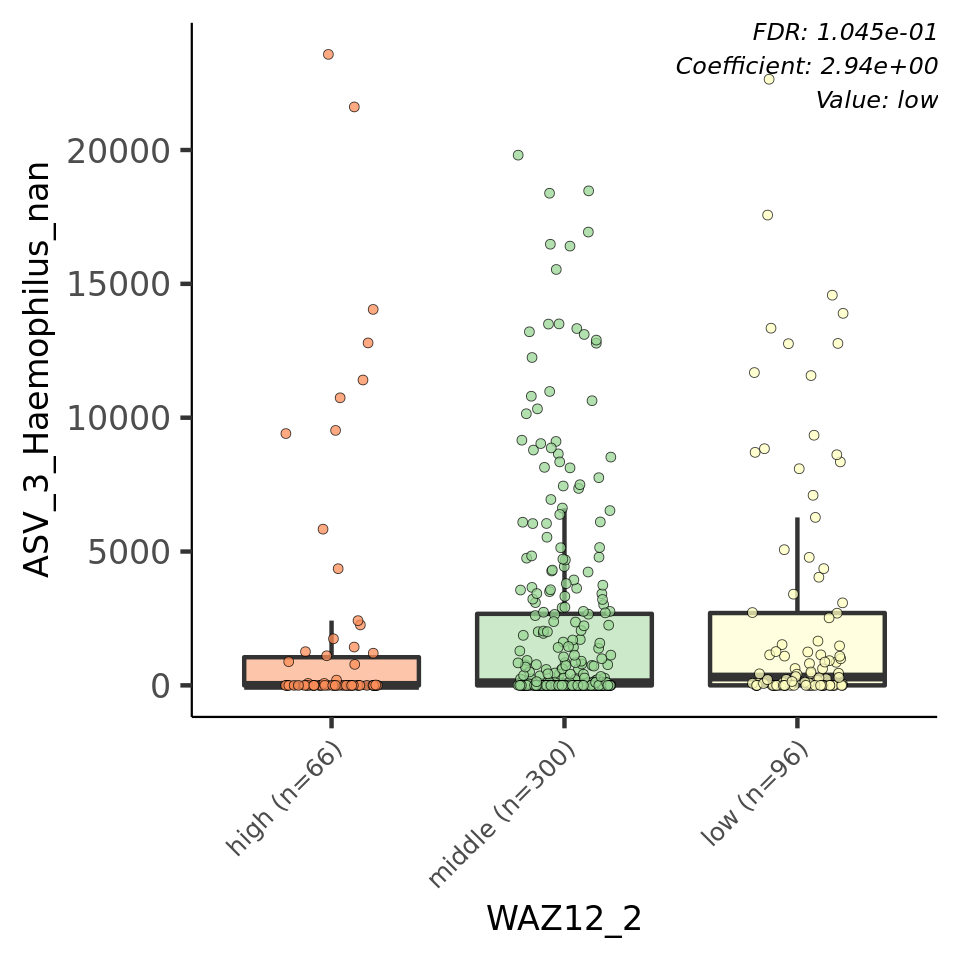 FDR: 1.045e-01
Coefficient: 2.94e+00
Value: low
ASV_3_Haemophilus_nan
20000
15000
10000
5000
0
high (n=66)
middle (n=300)
low (n=96)
WAZ12_2